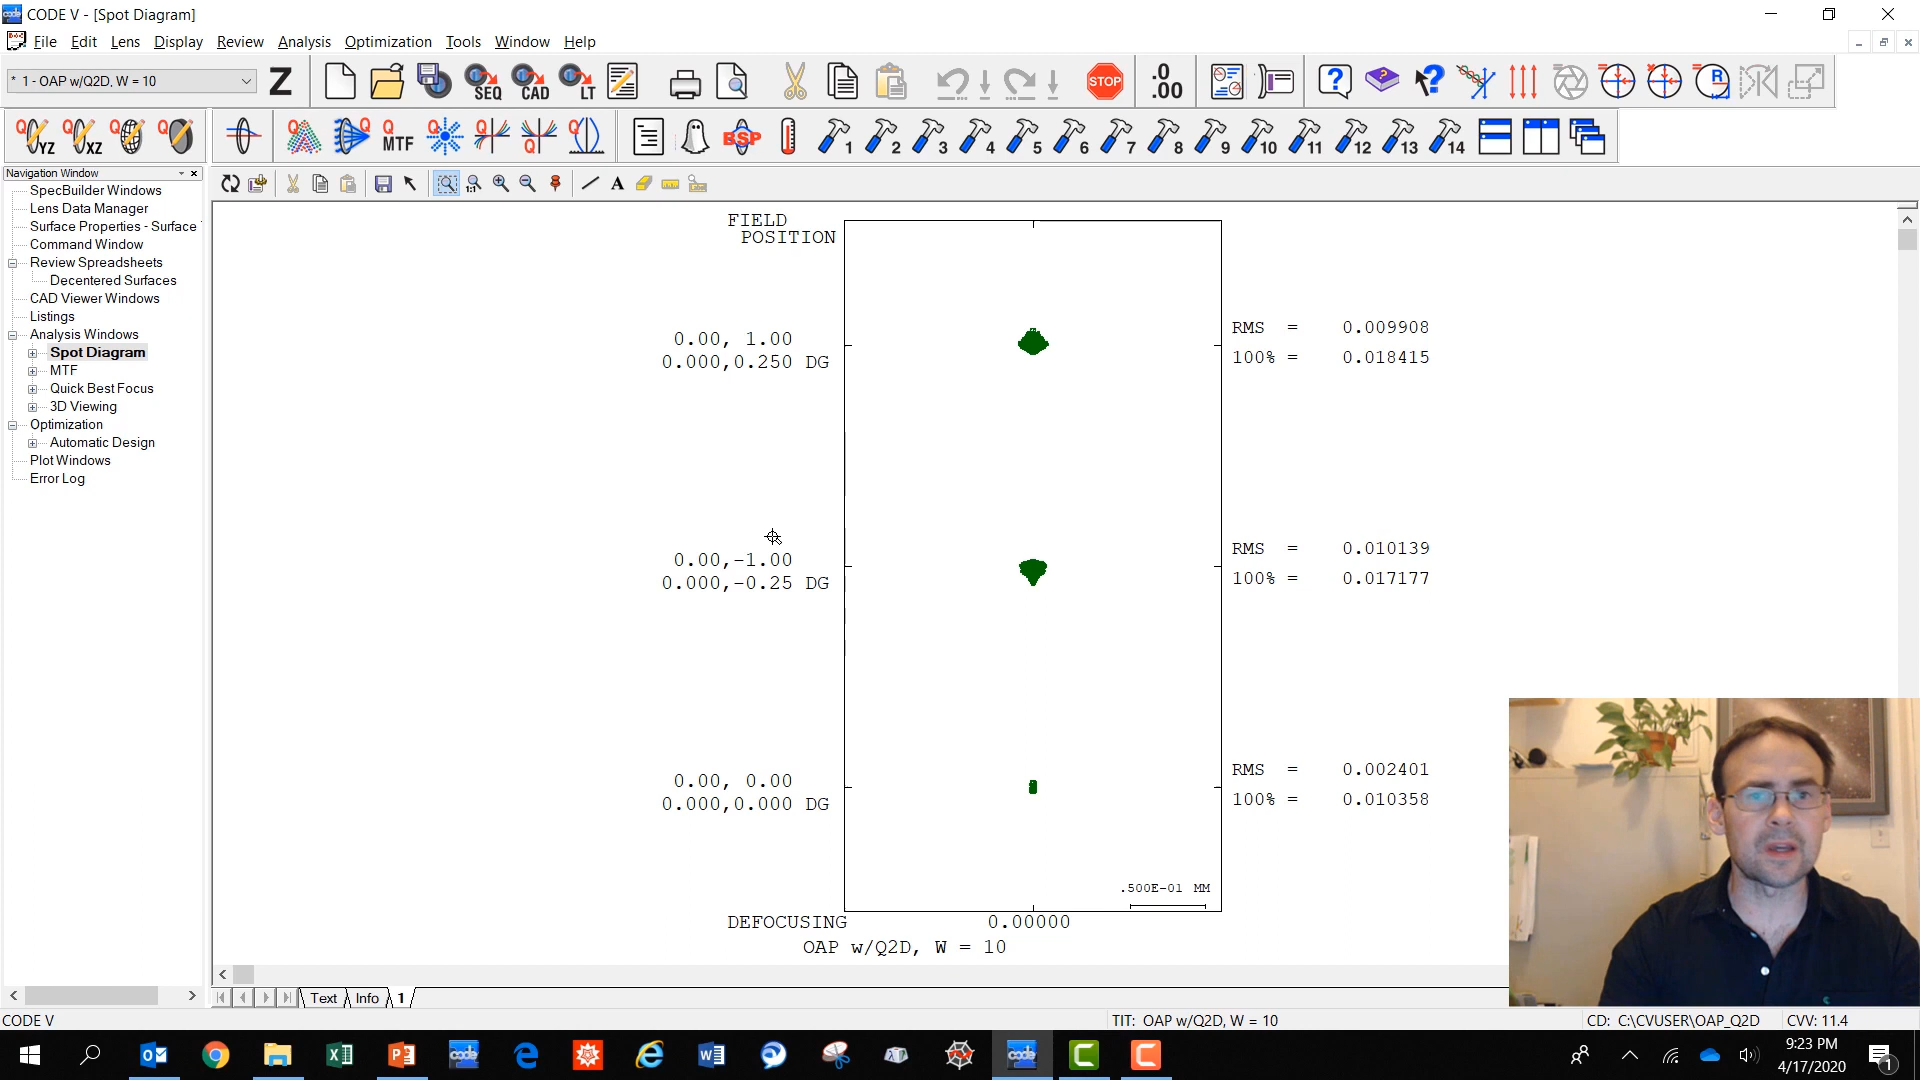 CODE V - [Spot Diagram]
File Edit Lens Display Review Analysis Optimization Tools Window Help
* 1 - OAP w/Q2D, W = 10
Z
SEQ CAD LT
STOP
.0
.00
?
R
Q YZ Q XZ Q Q
Q Q Q MTF Q Q Q Q
BSP
1 2 3 4 5 6 7 8 9 10 11 12 13 14
Navigation Window
1:1
A
SpecBuilder Windows
Lens Data Manager
Surface Properties - Surface
Command Window
Review Spreadsheets
Decentered Surfaces
CAD Viewer Windows
Listings
Analysis Windows
Spot Diagram
MTF
Quick Best Focus
3D Viewing
Optimization
Automatic Design
Plot Windows
Error Log
FIELD
POSITION
0.00, 1.00
0.000,0.250 DG
RMS = 0.009908
100% = 0.018415
0.00,-1.00
0.000,-0.25 DG
RMS = 0.010139
100% = 0.017177
0.00, 0.00
0.000,0.000 DG
RMS = 0.002401
100% = 0.010358
.500E-01 MM
DEFOCUSING 0.00000
OAP w/Q2D, W = 10
Text Info 1
CODE V
TIT: OAP w/Q2D, W = 10
CD: C:\CVUSER\OAP_Q2D
CVV: 11.4
code
code
9:23 PM
4/17/2020
1